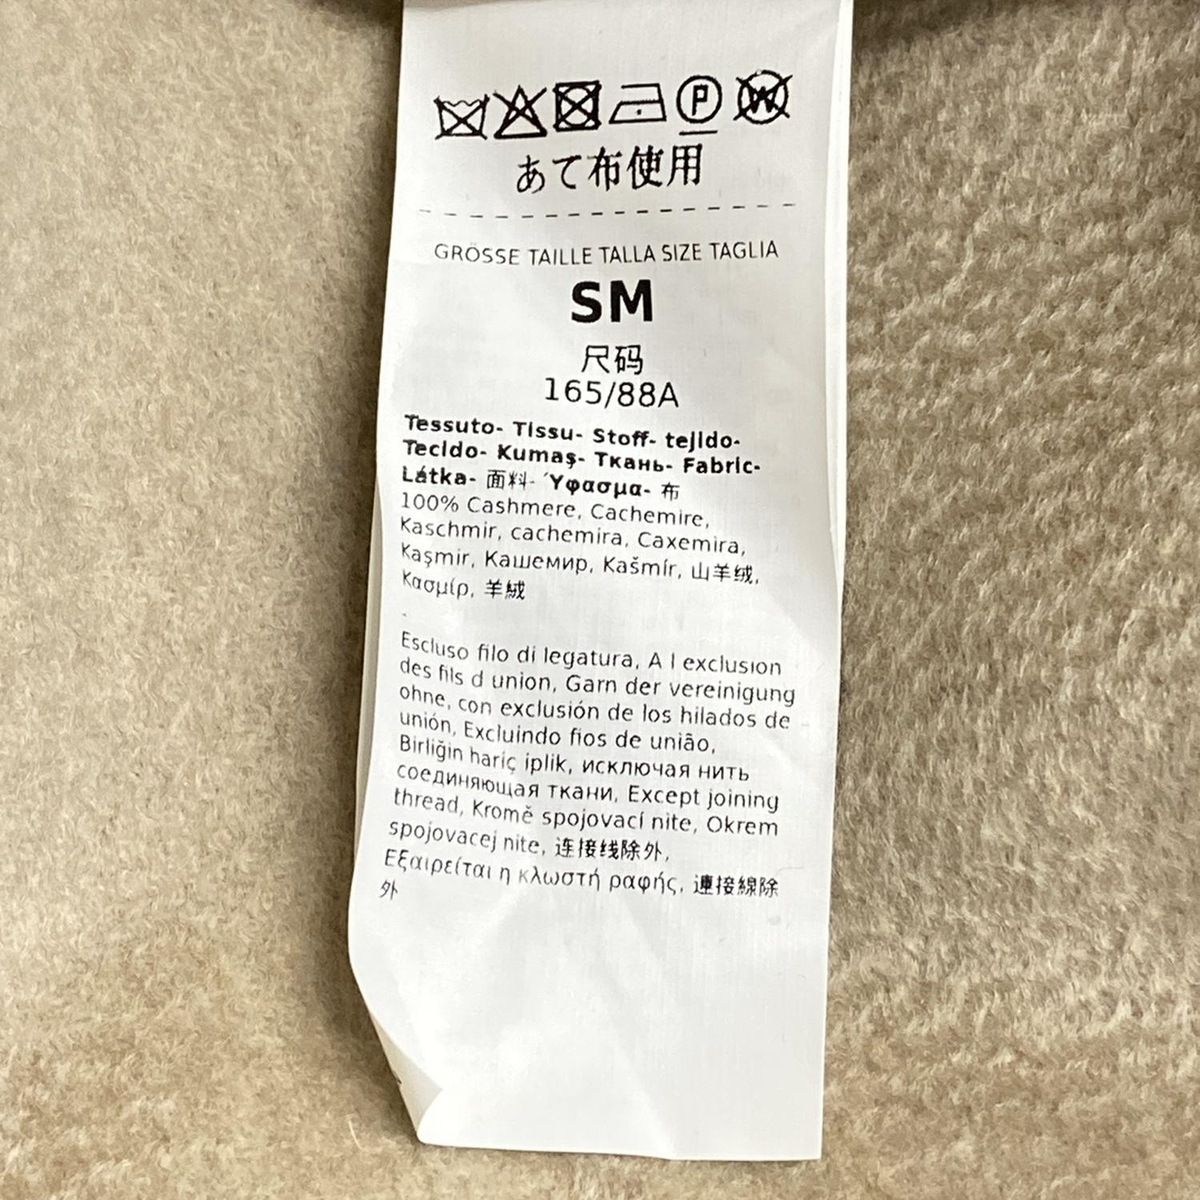 P W
あて布使用
GRÖSSE TAILLE TALLA SIZE TAGLIA
SM
尺码
165/88A
Tessuto- Tissu- Stoff- tejido-
Tecido- Kumaş- Ткань- Fabric-
Látka- 面料- Ύφασμα- 布
100% Cashmere, Cachemire,
Kaschmir, cachemira, Caxemira,
Kaşmir, Кашемир, Kašmír, 山羊绒,
Κασμίρ, 羊絨
Escluso filo di legatura, A l exclusion
des fils d union, Garn der vereinigung
ohne, con exclusión de los hilados de
unión, Excluindo fios de união,
Birliğin hariç iplik, исключая нить
соединяющая ткани, Except joining
thread, Kromě spojovací nite, Okrem
spojovacej nite, 连接线除外,
Εξαιρείται η κλωστή ραφής, 連接線除
外